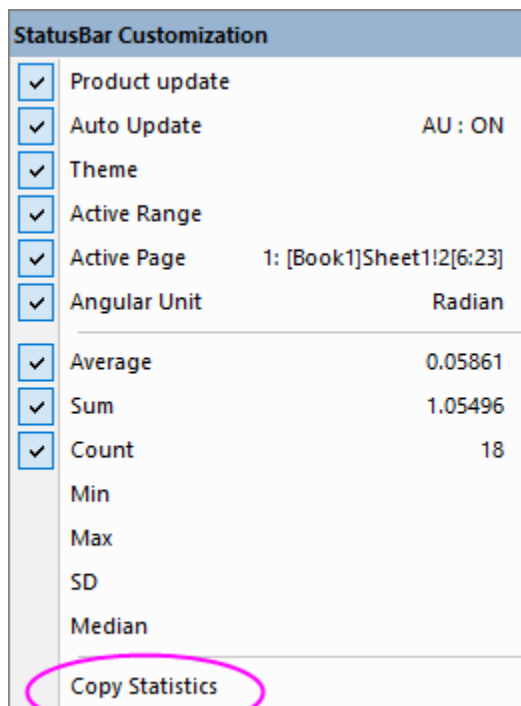 StatusBar Customization
Product update
Auto Update AU : ON
Theme
Active Range
Active Page 1: [Book1]Sheet1!2[6:23]
Angular Unit Radian
Average 0.05861
Sum 1.05496
Count 18
Min
Max
SD
Median
Copy Statistics